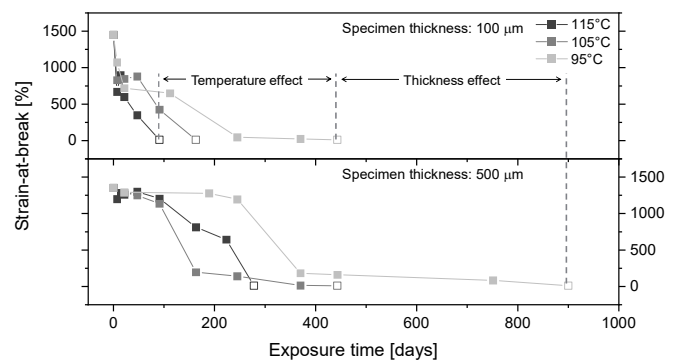 Specimen thickness: 100 µm
115°C
105°C
95°C
1500
1000
500
0
Temperature effect
Thickness effect
Strain-at-break [%]
Specimen thickness: 500 µm
1500
1000
500
0
0 200 400 600 800 1000
Exposure time [days]